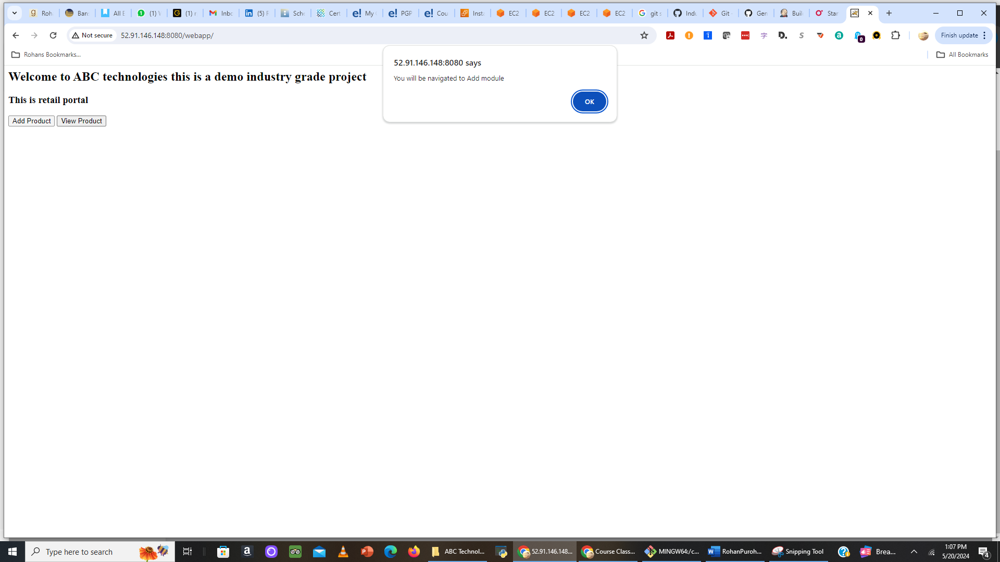 Roh
Ban
All E
(1) V
(1) r
Inbo
(5) F
Sche
Cert
My
PGP
Cou
Insta
EC2
EC2
EC2
EC2
git s
Indu
Git -
Gen
Buil
Star
Not secure
52.91.146.148:8080/webapp/
0
Finish update
Rohans Bookmarks...
All Bookmarks
52.91.146.148:8080 says
You will be navigated to Add module
OK
Welcome to ABC technologies this is a demo industry grade project
This is retail portal
Add Product
View Product
Type here to search
ABC Technol...
52.91.146.148...
Course Class...
MINGW64:/c...
RohanPuroh...
Snipping Tool
Brea...
1:07 PM
5/20/2024
4